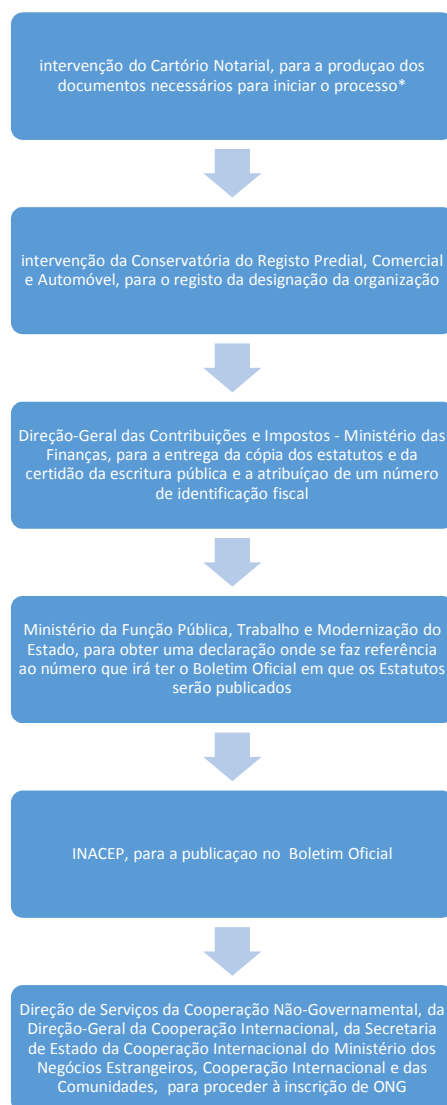 intervenção do Cartório Notarial, para a produçao dos
documentos necessários para iniciar o processo*
intervenção da Conservatória do Registo Predial, Comercial
e Automóvel, para o registo da designação da organização
Direção-Geral das Contribuições e Impostos - Ministério das
Finanças, para a entrega da cópia dos estatutos e da
certidão da escritura pública e a atribuíçao de um número
de identificação fiscal
Ministério da Função Pública, Trabalho e Modernização do
Estado, para obter uma declaração onde se faz referência
ao número que irá ter o Boletim Oficial em que os Estatutos
serão publicados
INACEP, para a publicaçao no Boletim Oficial
Direção de Serviços da Cooperação Não-Governamental, da
Direção-Geral da Cooperação Internacional, da Secretaria
de Estado da Cooperação Internacional do Ministério dos
Negócios Estrangeiros, Cooperação Internacional e das
Comunidades, para proceder à inscrição de ONG